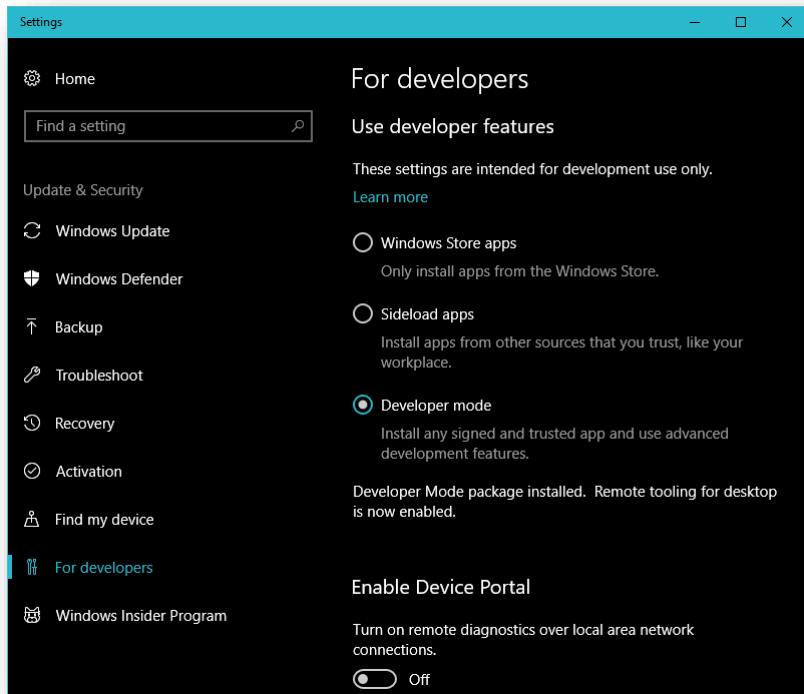 Settings
Home
Find a setting
Update & Security
Windows Update
Windows Defender
Backup
Troubleshoot
Recovery
Activation
Find my device
For developers
Windows Insider Program
For developers
Use developer features
These settings are intended for development use only.
Learn more
Windows Store apps
Only install apps from the Windows Store.
Sideload apps
Install apps from other sources that you trust, like your
workplace.
Developer mode
Install any signed and trusted app and use advanced
development features.
Developer Mode package installed.  Remote tooling for desktop
is now enabled.
Enable Device Portal
Turn on remote diagnostics over local area network
connections.
Off